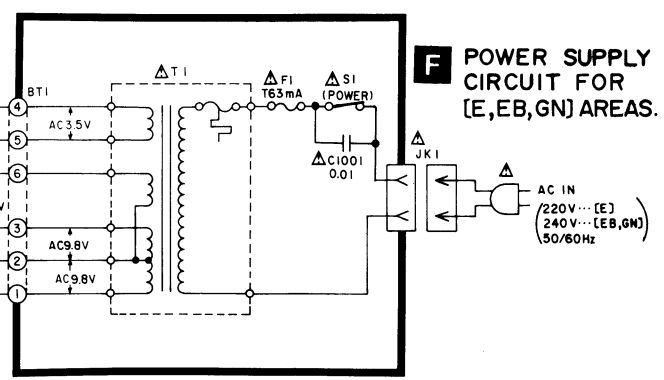 F POWER SUPPLY
CIRCUIT FOR
[E,EB,GN] AREAS.
BT1
T1
F1
T63mA
S1
(POWER)
C1001
0.01
JK1
4
AC3.5V
5
6
3
AC9.8V
2
AC9.8V
1
AC IN
220V···[E]
240V···[EB,GN]
50/60Hz